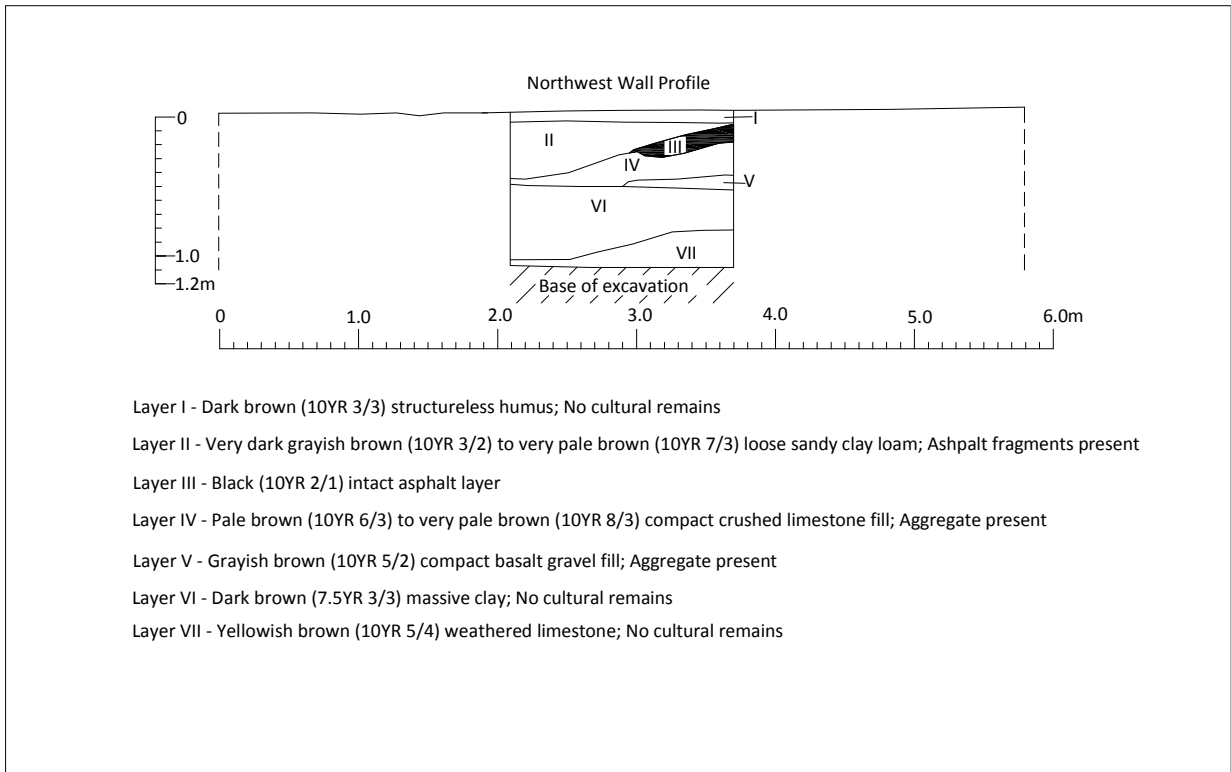 Northwest Wall Profile
0
I
II
III
IV
V
VI
1.0
VII
1.2m
Base of excavation
0 1.0 2.0 3.0 4.0 5.0 6.0m
Layer I - Dark brown (10YR 3/3) structureless humus; No cultural remains
Layer II - Very dark grayish brown (10YR 3/2) to very pale brown (10YR 7/3) loose sandy clay loam; Ashpalt fragments present
Layer III - Black (10YR 2/1) intact asphalt layer
Layer IV - Pale brown (10YR 6/3) to very pale brown (10YR 8/3) compact crushed limestone fill; Aggregate present
Layer V - Grayish brown (10YR 5/2) compact basalt gravel fill; Aggregate present
Layer VI - Dark brown (7.5YR 3/3) massive clay; No cultural remains
Layer VII - Yellowish brown (10YR 5/4) weathered limestone; No cultural remains